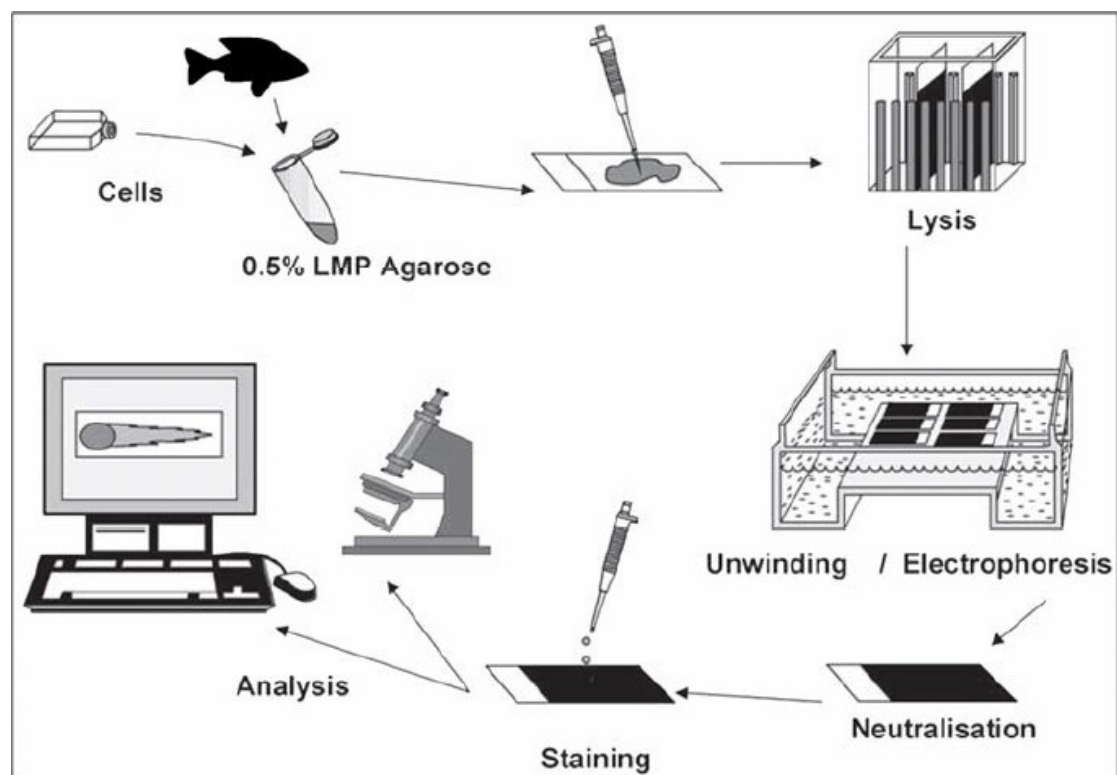 Cells
0.5% LMP Agarose
Lysis
Unwinding / Electrophoresis
Neutralisation
Staining
Analysis